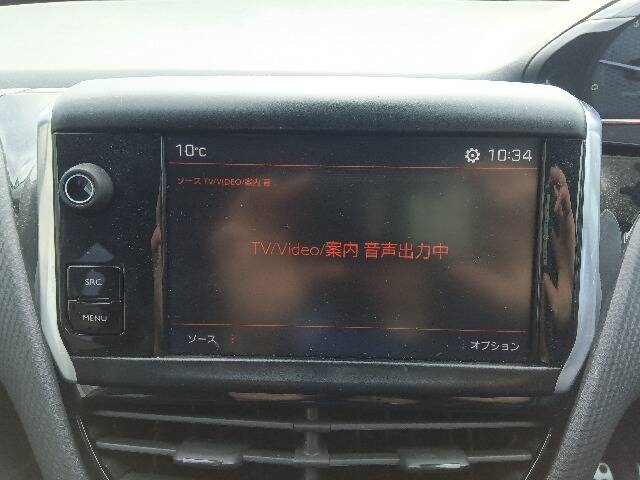 10°C
10:34
ソース TV/VIDEO/案内音
TV/Video/案内 音声出力中
SRC
MENU
ソース
オプション